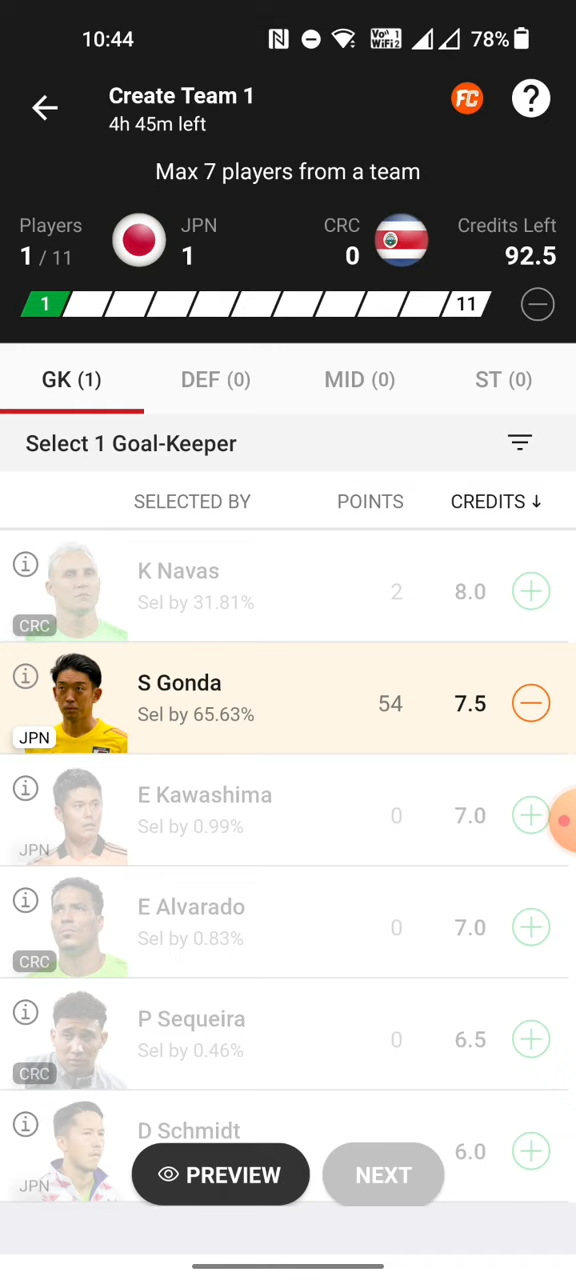 10:44
Vo 1
WiFi2
78%
Create Team 1
4h 45m left
FC
?
Max 7 players from a team
Players
1 / 11
JPN
1
CRC
0
Credits Left
92.5
1
11
GK (1)
DEF (0)
MID (0)
ST (0)
Select 1 Goal-Keeper
SELECTED BY
POINTS
CREDITS ↓
K Navas
Sel by 31.81%
2
8.0
CRC
S Gonda
Sel by 65.63%
54
7.5
JPN
E Kawashima
Sel by 0.99%
0
7.0
JPN
E Alvarado
Sel by 0.83%
0
7.0
CRC
P Sequeira
Sel by 0.46%
0
6.5
CRC
D Schmidt
6.0
JPN
PREVIEW
NEXT